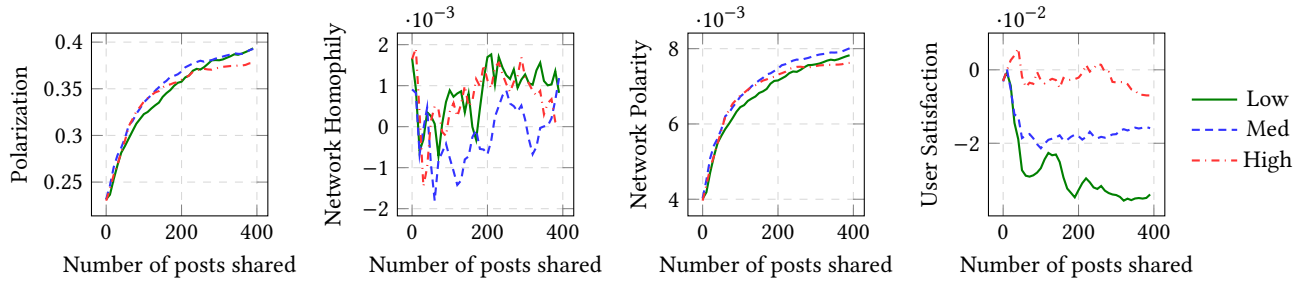 Polarization
0.4
0.35
0.3
0.25
0
200
400
Number of posts shared
·10⁻³
Network Homophily
2
1
0
−1
−2
0
200
400
Number of posts shared
·10⁻³
Network Polarity
8
6
4
0
200
400
Number of posts shared
·10⁻²
User Satisfaction
0
−2
0
200
400
Number of posts shared
Low
Med
High